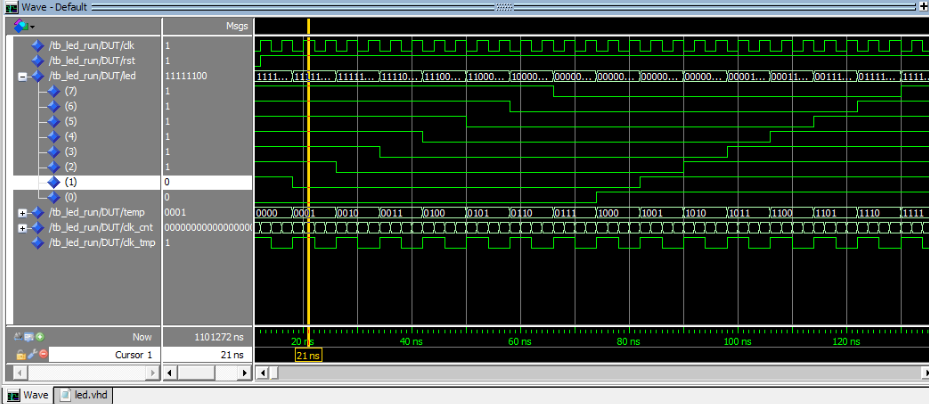 Wave - Default
Msgs
/tb_led_run/DUT/clk 1
/tb_led_run/DUT/rst 1
/tb_led_run/DUT/led 11111100 1111... 11111... 11111... 11110... 11100... 11000... 10000... 00000... 00000... 00000... 00000... 00001... 00011... 00111... 01111... 1111...
(7) 1
(6) 1
(5) 1
(4) 1
(3) 1
(2) 1
(1) 0
(0) 0
/tb_led_run/DUT/temp 0001 0000 0001 0010 0011 0100 0101 0110 0111 1000 1001 1010 1011 1100 1101 1110 1111
/tb_led_run/DUT/clk_cnt 0000000000000000
/tb_led_run/DUT/clk_tmp 1
Now 1101272 ns 20 ns 40 ns 60 ns 80 ns 100 ns 120 ns
Cursor 1 21 ns 21 ns
Wave led.vhd